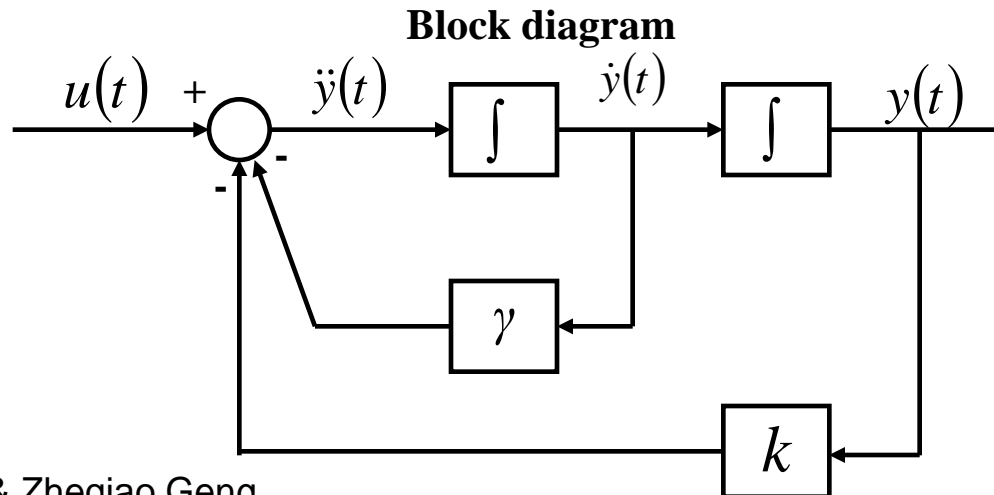 Block diagram
u(t) + ÿ(t) ∫ ẏ(t) ∫ y(t)
-
-
γ
k
& Zheqiao Geng